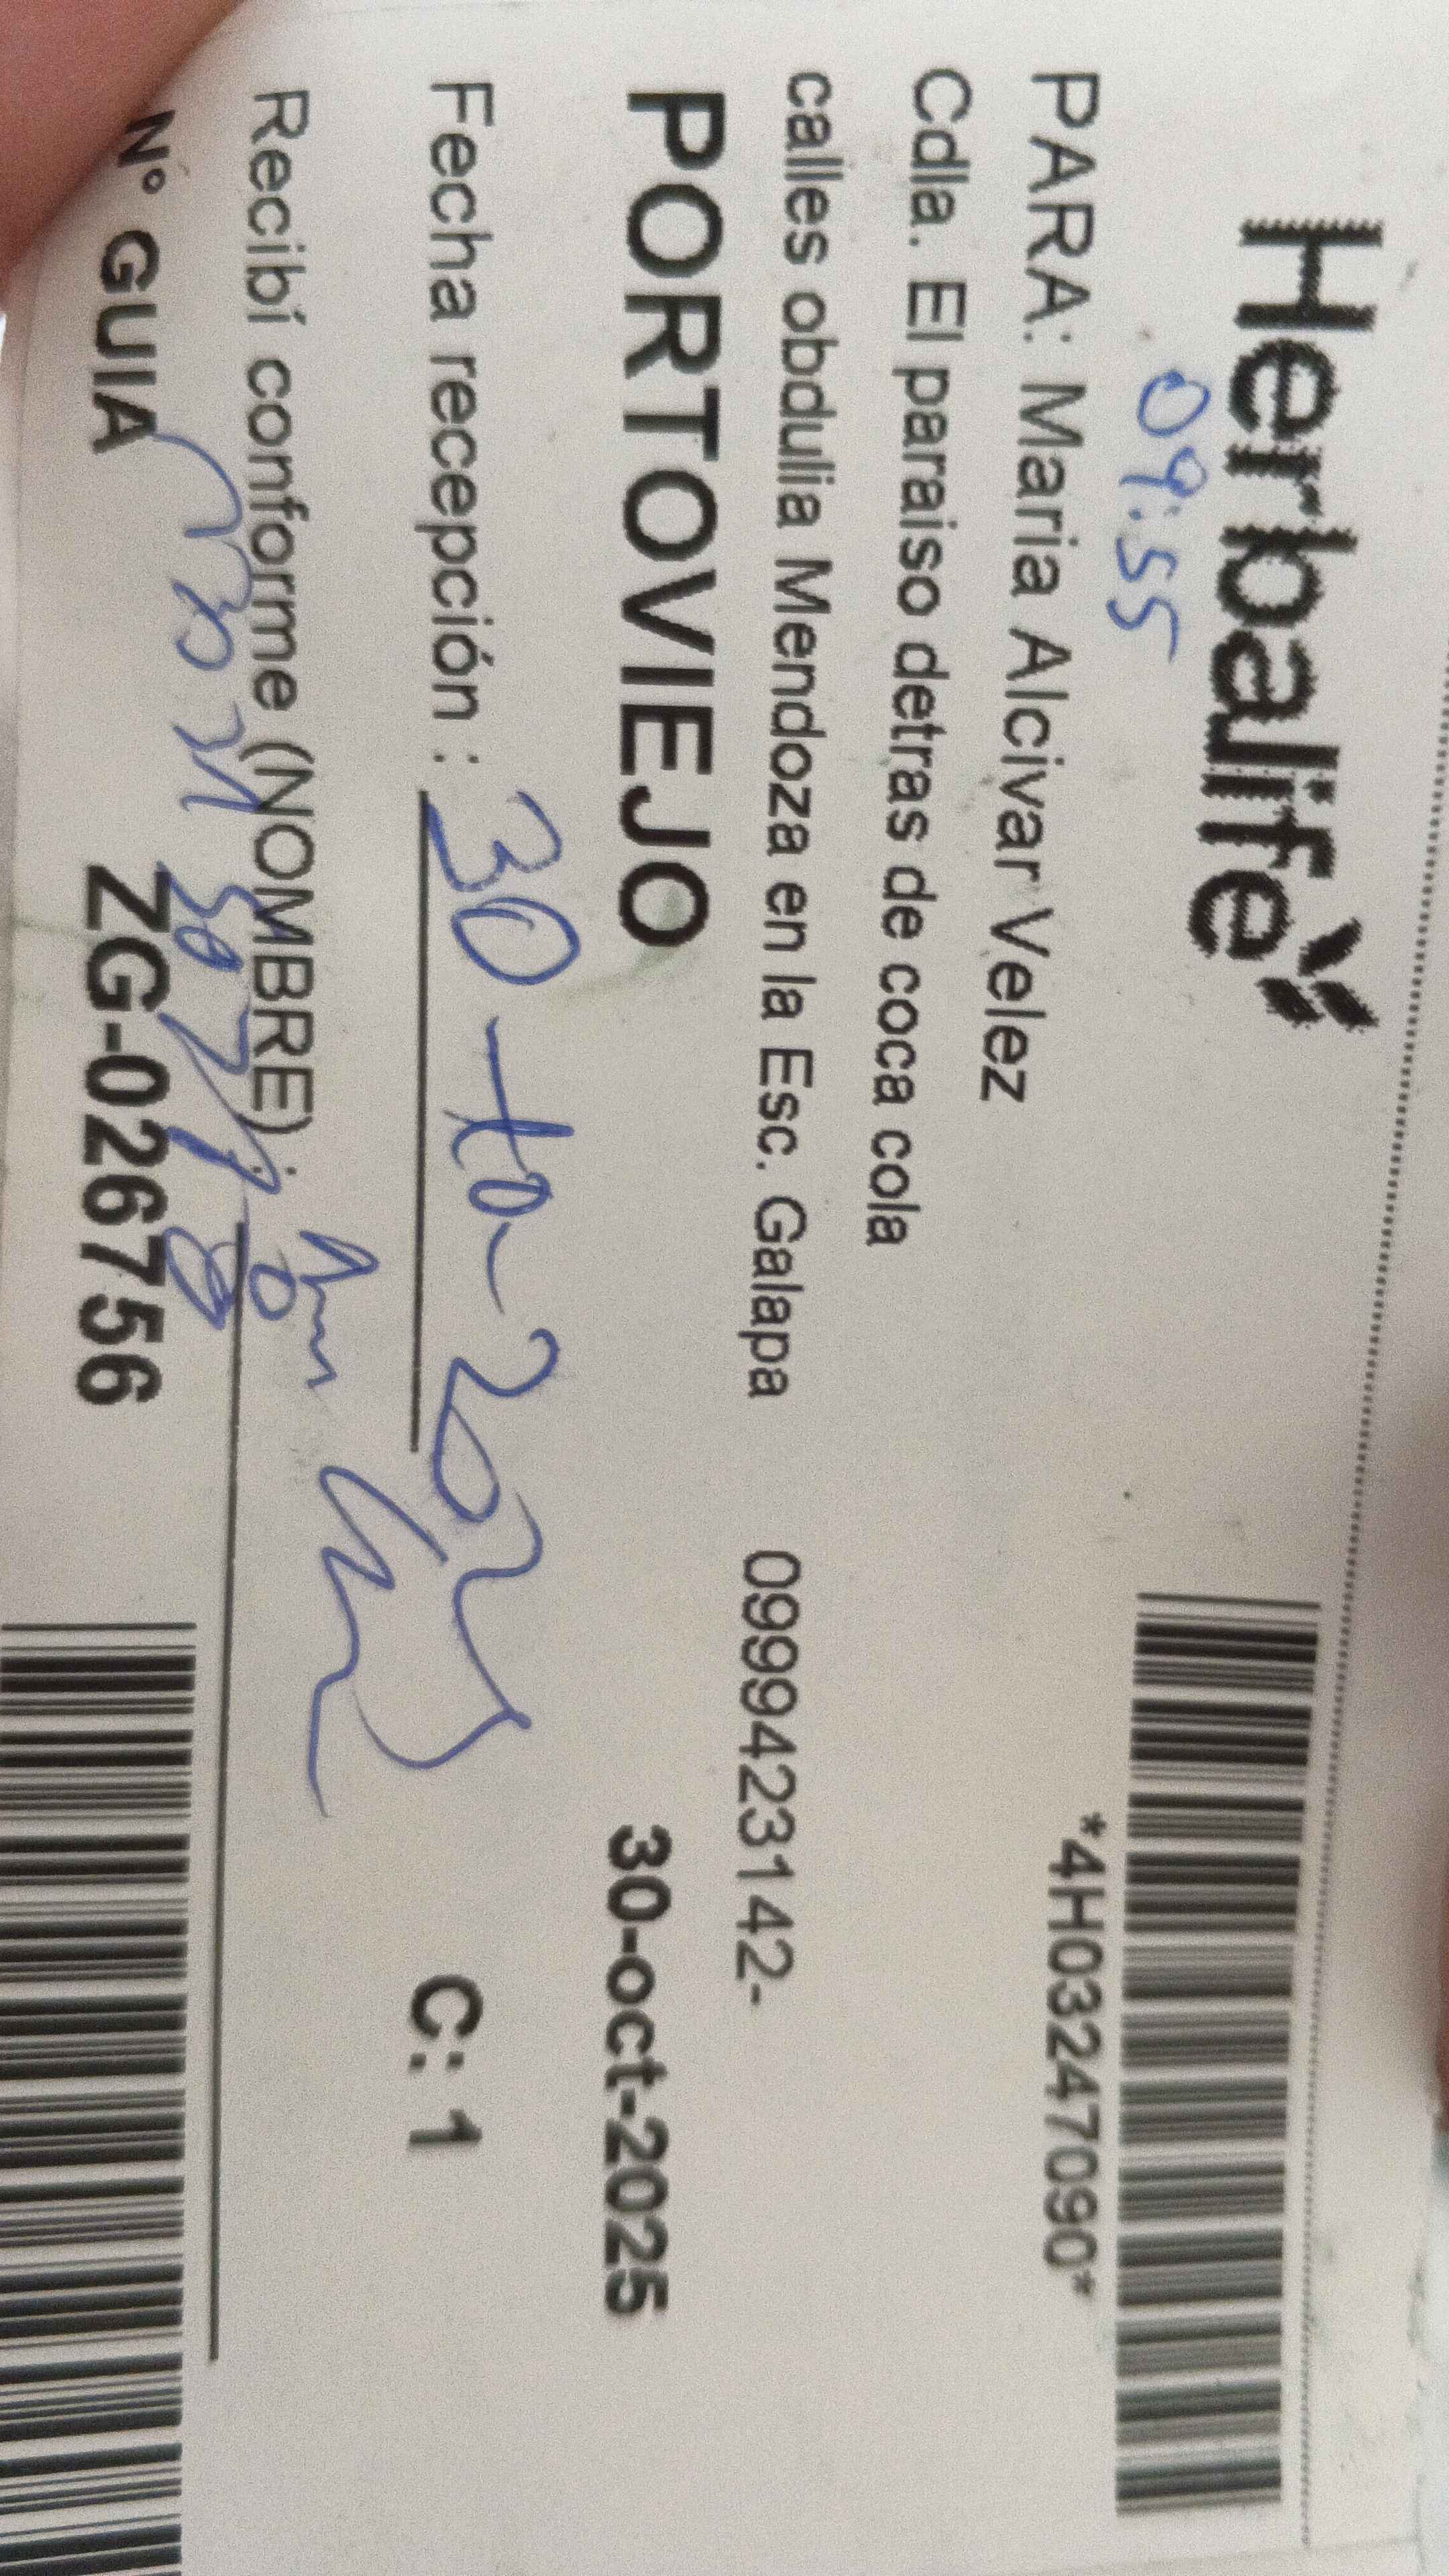 Herbalife
09:55
*4H03247090*
PARA: Maria Alcivar Velez
Cdla. El paraiso detras de coca cola
calles obdulia Mendoza en la Esc. Galapa 0999423142-
PORTOVIEJO 30-oct-2025
Fecha recepción : 30-10-2025
C: 1
Recibí conforme (NOMBRE) :
N° GUIA ZG-026756